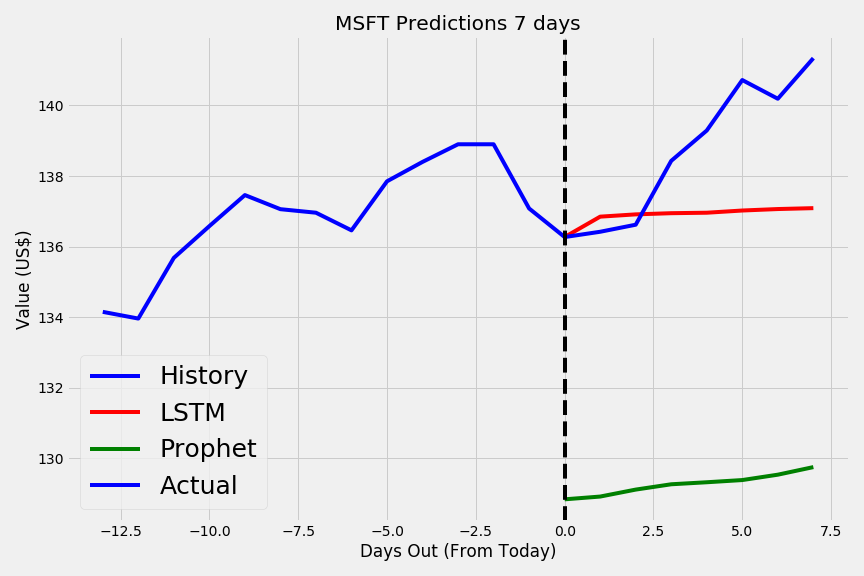 MSFT Predictions 7 days
Value (US$)
140
138
136
134
132
130
History
LSTM
Prophet
Actual
−12.5 −10.0 −7.5 −5.0 −2.5 0.0 2.5 5.0 7.5
Days Out (From Today)